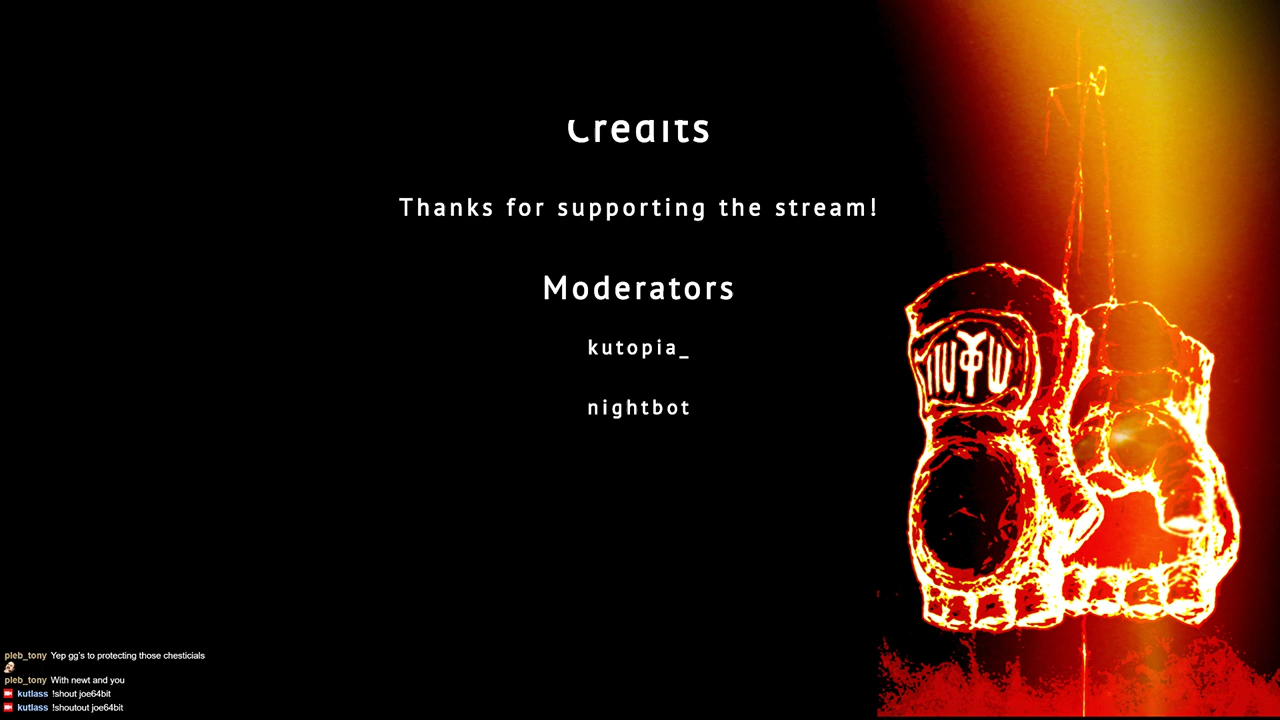 Credits
Thanks for supporting the stream!
Moderators
kutopia_
nightbot
pleb_tony Yep gg's to protecting those chesticials
pleb_tony With newt and you
kutlass !shout joe64bit
kutlass !shoutout joe64bit